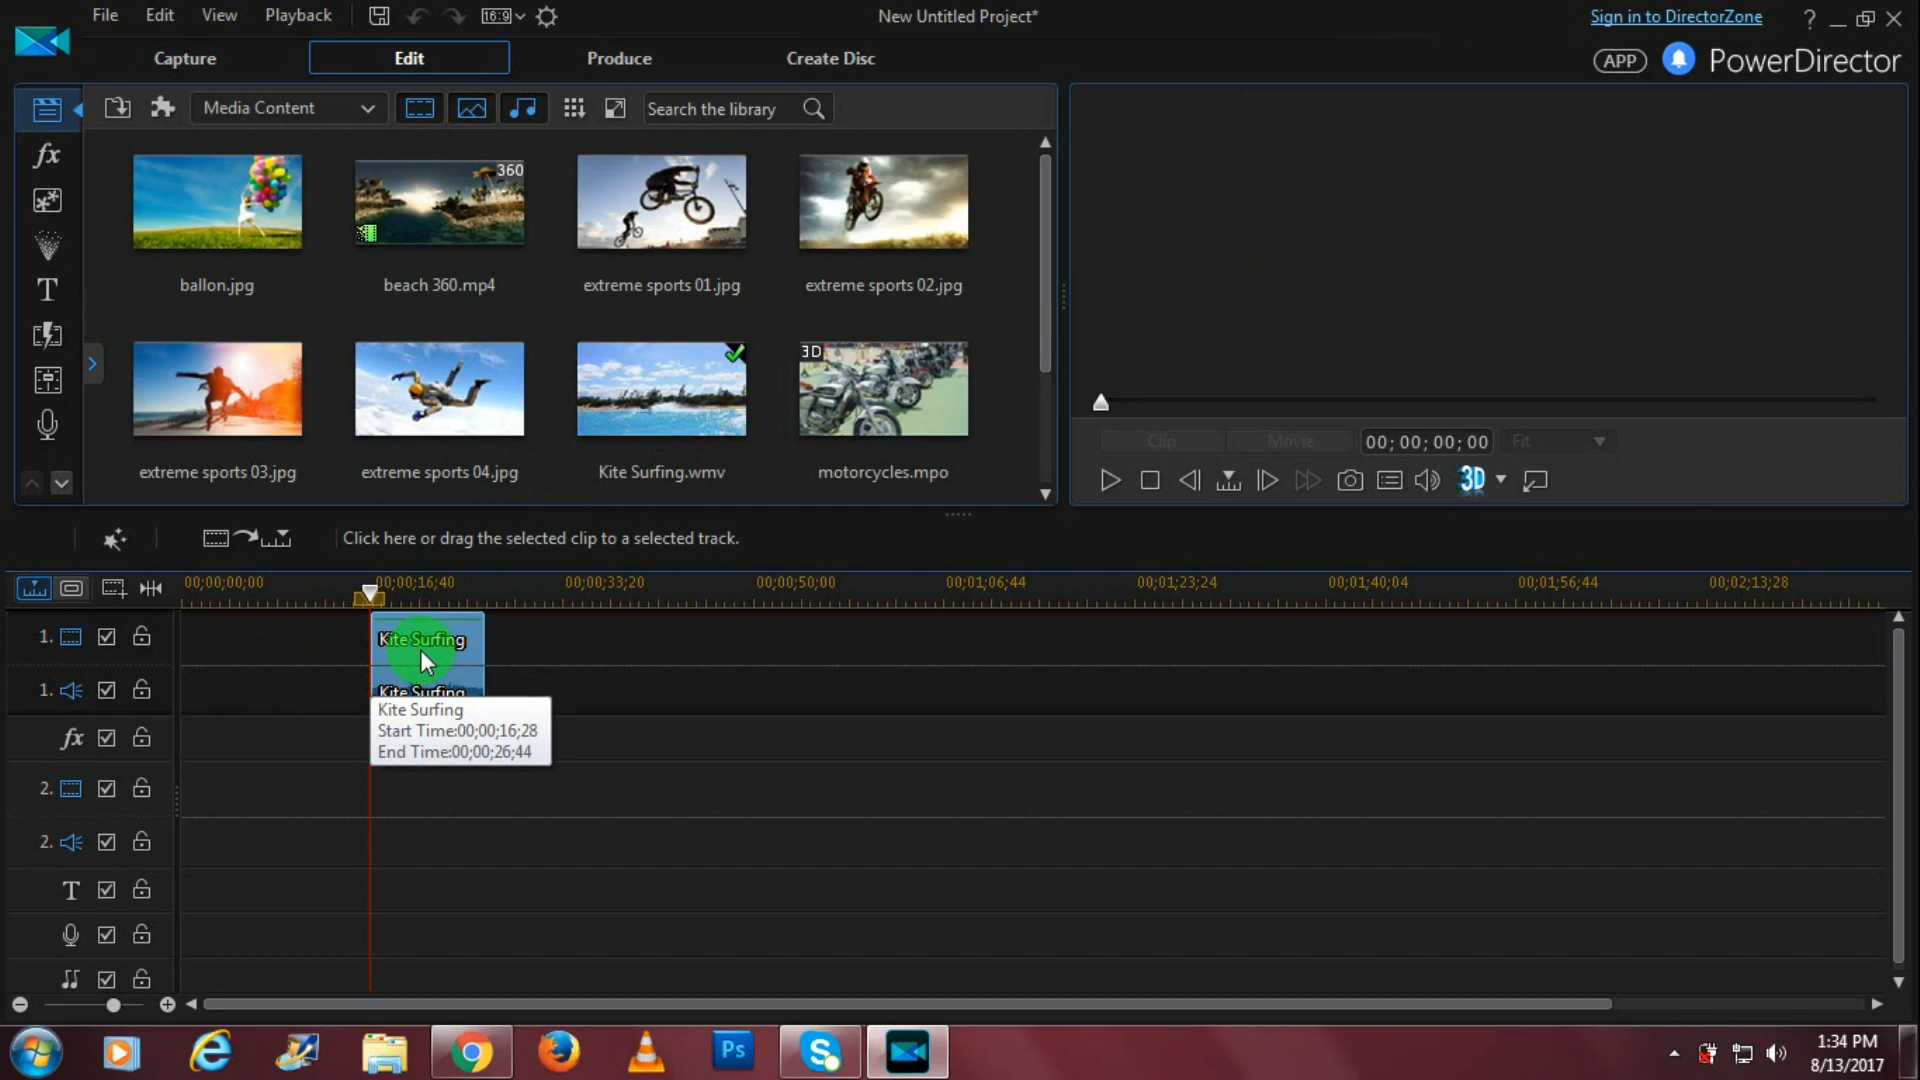 File Edit View Playback 16:9 New Untitled Project* Sign in to DirectorZone ?
Capture Edit Produce Create Disc APP PowerDirector
Media Content Search the library
fx
T
360
3D
ballon.jpg beach 360.mp4 extreme sports 01.jpg extreme sports 02.jpg
extreme sports 03.jpg extreme sports 04.jpg Kite Surfing.wmv motorcycles.mpo
Clip Movie 00; 00; 00; 00 Fit
3D
Click here or drag the selected clip to a selected track.
00;00;00;00 00;00;16;40 00;00;33;20 00;00;50;00 00;01;06;44 00;01;23;24 00;01;40;04 00;01;56;44 00;02;13;28
1. Kite Surfing
1. Kite Surfing
Kite Surfing
Start Time:00;00;16;28
End Time:00;00;26;44
fx
2.
2.
T
Ps
S
1:34 PM
8/13/2017